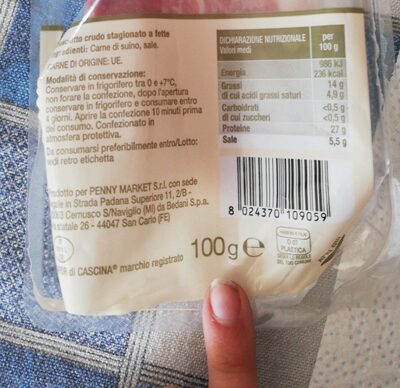 crudo stagionato a fette
Ingredienti: Carne di suino, sale.
CARNE DI ORIGINE: UE.
Modalità di conservazione:
Conservare in frigorifero tra 0 e +7°C,
non forare la confezione, dopo l'apertura
conservare in frigorifero e consumare entro
4 giorni. Aprire la confezione 10 minuti prima
del consumo. Confezionato in
atmosfera protettiva.
Da consumarsi preferibilmente entro/Lotto:
vedi retro etichetta
Prodotto per PENNY MARKET S.r.l. con sede
legale in Strada Padana Superiore 11, 2/B -
20063 Cernusco S/Naviglio (MI) da Bedani S.p.a.
statale 26 - 44047 San Carlo (FE)
di CASCINA® marchio registrato
DICHIARAZIONE NUTRIZIONALE per
Valori medi 100 g
986 kJ
Energia 236 kcal
Grassi 14 g
di cui acidi grassi saturi 4,9 g
Carboidrati <0,5 g
di cui zuccheri <0,5 g
Proteine 27 g
Sale 5,5 g
8 024370 109059
100g e
PLASTICA